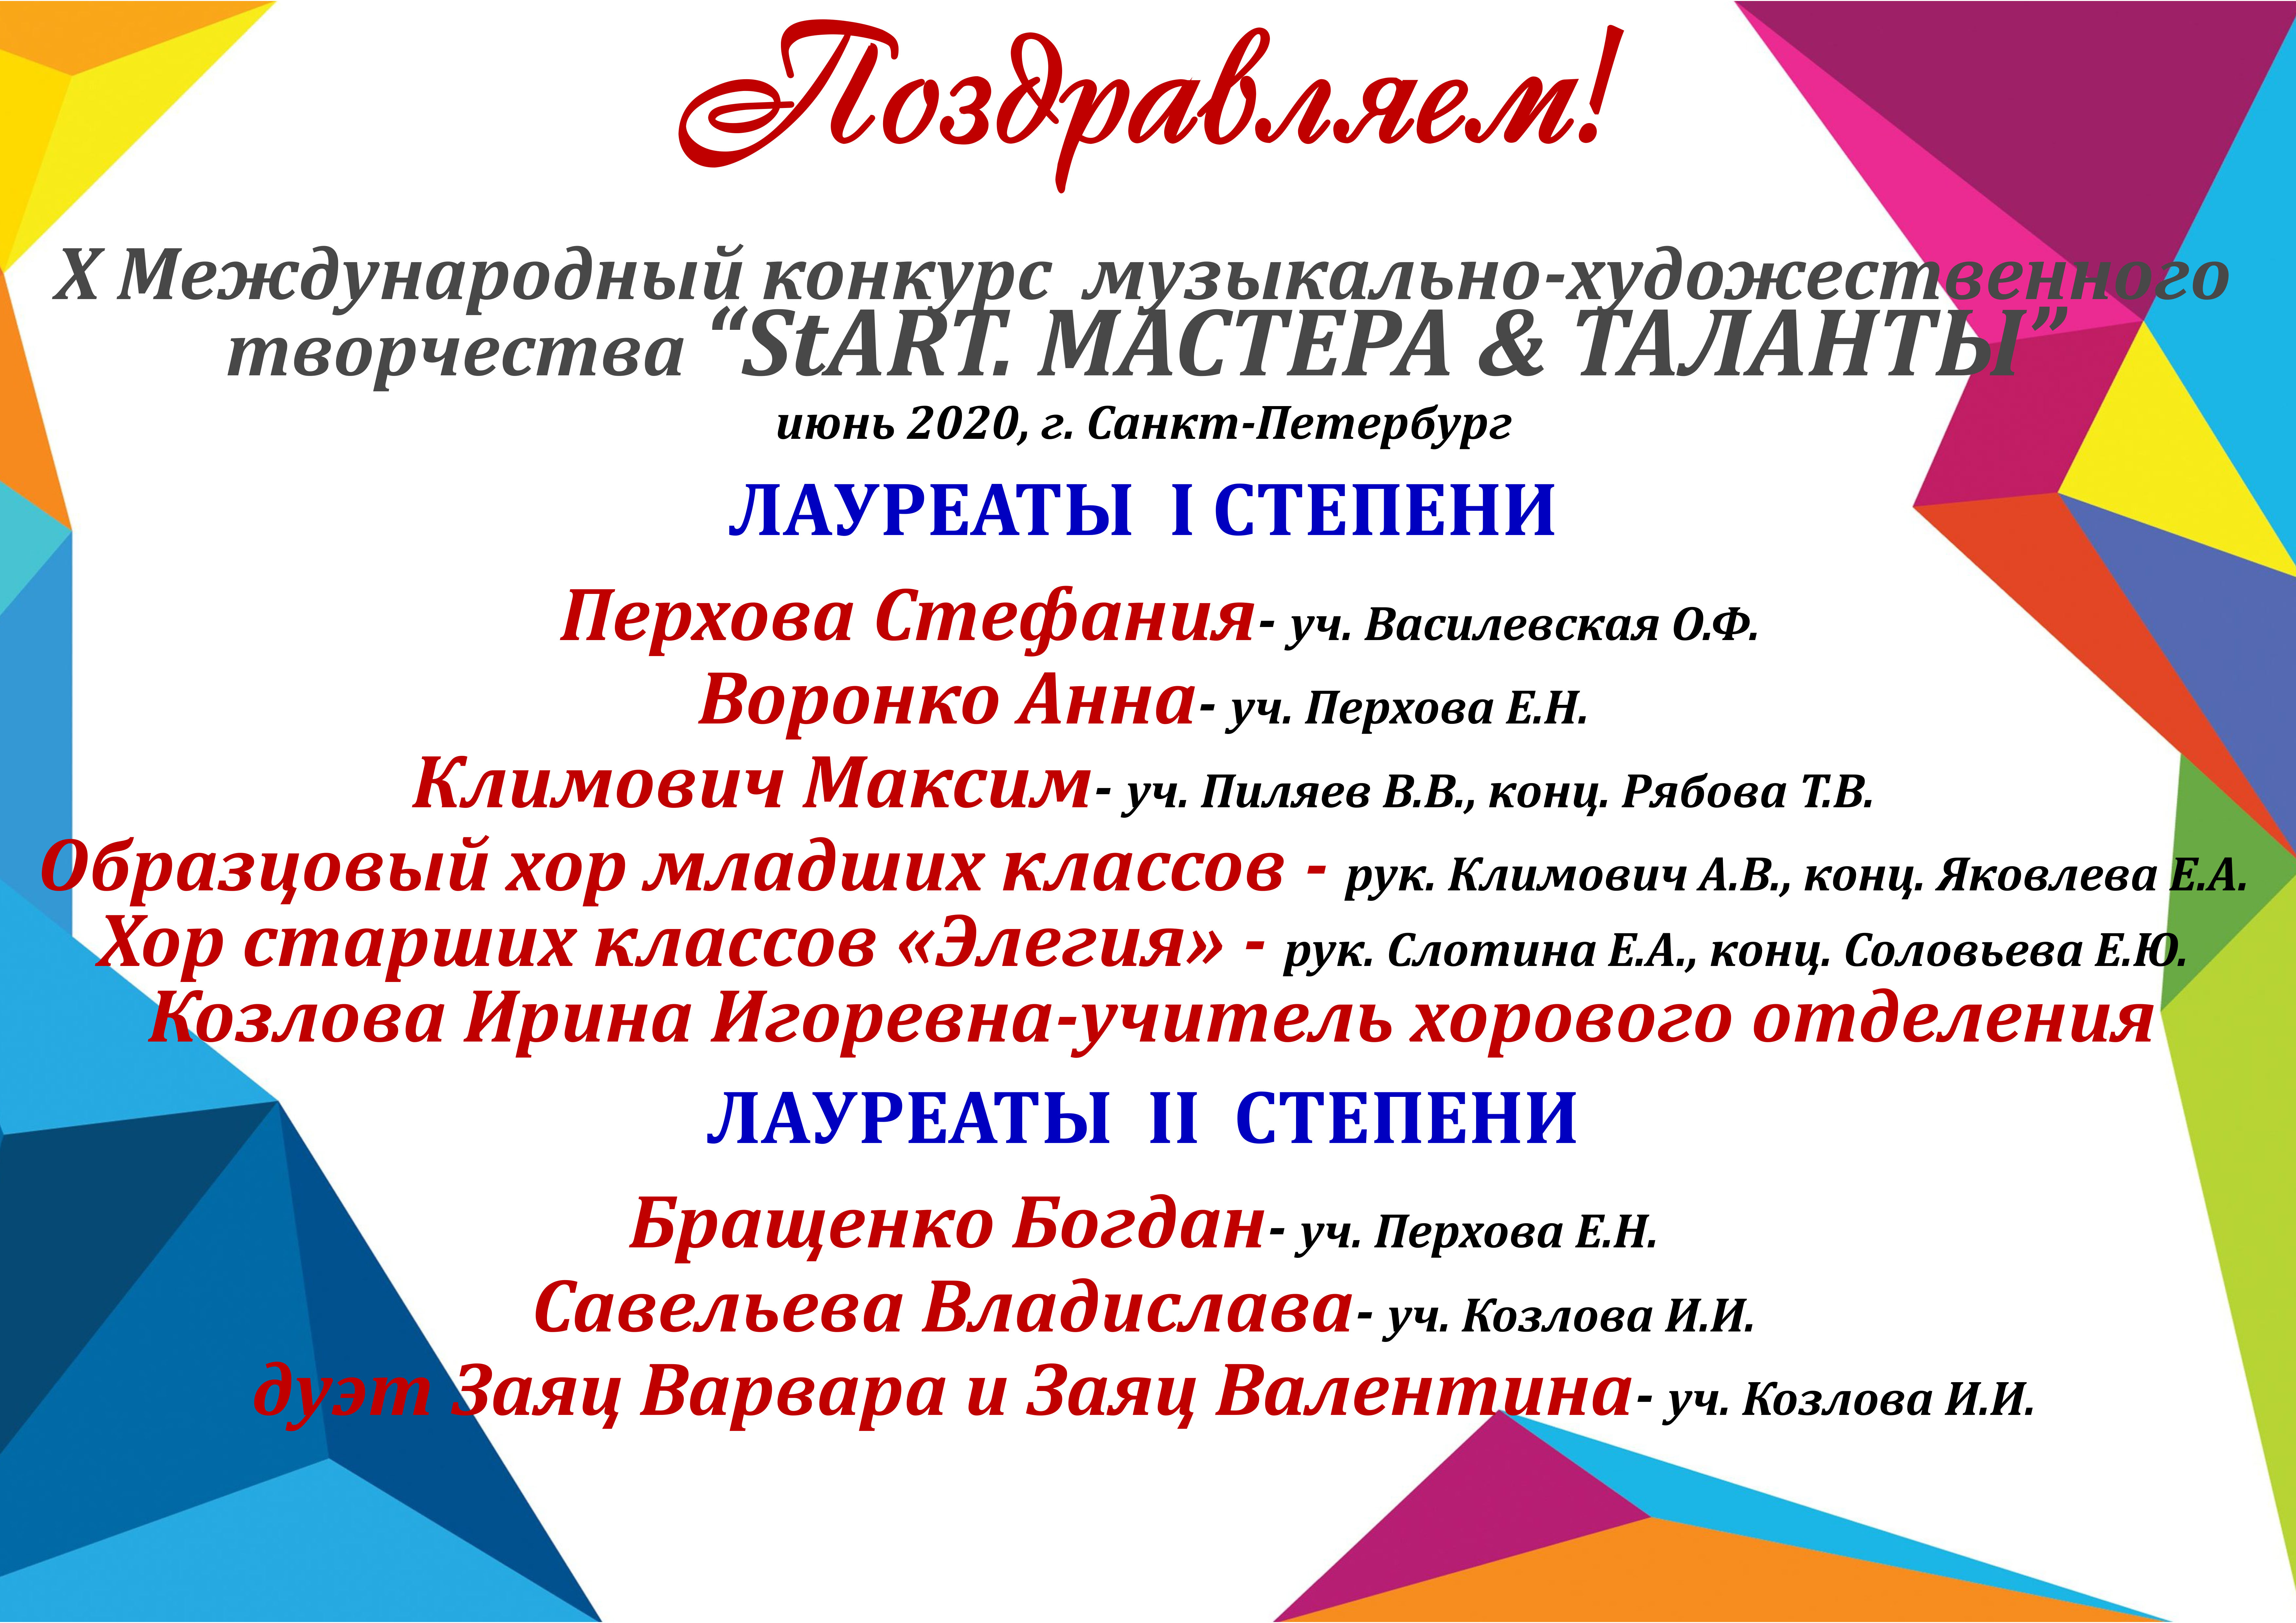 Поздравляем!
X Международный конкурс музыкально-художественного
творчества “StART. МАСТЕРА & ТАЛАНТЫ”
июнь 2020, г. Санкт-Петербург
ЛАУРЕАТЫ I СТЕПЕНИ
Перхова Стефания- уч. Василевская О.Ф.
Воронко Анна- уч. Перхова Е.Н.
Климович Максим- уч. Пиляев В.В., конц. Рябова Т.В.
Образцовый хор младших классов - рук. Климович А.В., конц. Яковлева Е.А.
Хор старших классов «Элегия» - рук. Слотина Е.А., конц. Соловьева Е.Ю.
Козлова Ирина Игоревна-учитель хорового отделения
ЛАУРЕАТЫ II СТЕПЕНИ
Бращенко Богдан- уч. Перхова Е.Н.
Савельева Владислава- уч. Козлова И.И.
дуэт Заяц Варвара и Заяц Валентина- уч. Козлова И.И.